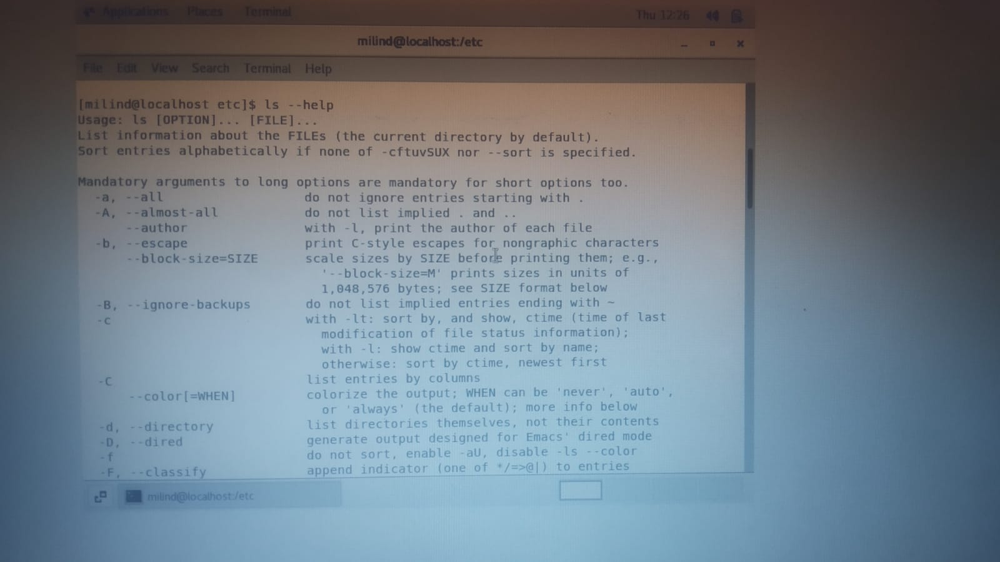 Applications Places Terminal Thu 12:26
milind@localhost:/etc
File Edit View Search Terminal Help
[milind@localhost etc]$ ls --help
Usage: ls [OPTION]... [FILE]...
List information about the FILEs (the current directory by default).
Sort entries alphabetically if none of -cftuvSUX nor --sort is specified.
Mandatory arguments to long options are mandatory for short options too.
-a, --all do not ignore entries starting with .
-A, --almost-all do not list implied . and ..
--author with -l, print the author of each file
-b, --escape print C-style escapes for nongraphic characters
--block-size=SIZE scale sizes by SIZE before printing them; e.g.,
'--block-size=M' prints sizes in units of
1,048,576 bytes; see SIZE format below
-B, --ignore-backups do not list implied entries ending with ~
-c with -lt: sort by, and show, ctime (time of last
modification of file status information);
with -l: show ctime and sort by name;
otherwise: sort by ctime, newest first
-C list entries by columns
--color[=WHEN] colorize the output; WHEN can be 'never', 'auto',
or 'always' (the default); more info below
-d, --directory list directories themselves, not their contents
-D, --dired generate output designed for Emacs' dired mode
-f do not sort, enable -aU, disable -ls --color
-F, --classify append indicator (one of */=>@|) to entries
milind@localhost:/etc